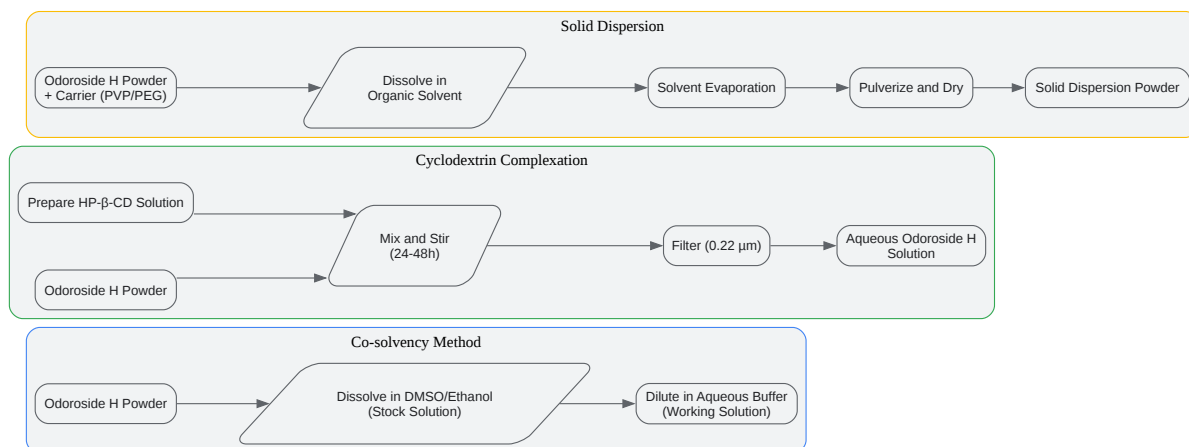 Solid Dispersion
Odoroside H Powder
+ Carrier (PVP/PEG)
Dissolve in
Organic Solvent
Solvent Evaporation
Pulverize and Dry
Solid Dispersion Powder
Cyclodextrin Complexation
Prepare HP-β-CD Solution
Odoroside H Powder
Mix and Stir
(24-48h)
Filter (0.22 µm)
Aqueous Odoroside H
Solution
Co-solvency Method
Odoroside H Powder
Dissolve in DMSO/Ethanol
(Stock Solution)
Dilute in Aqueous Buffer
(Working Solution)